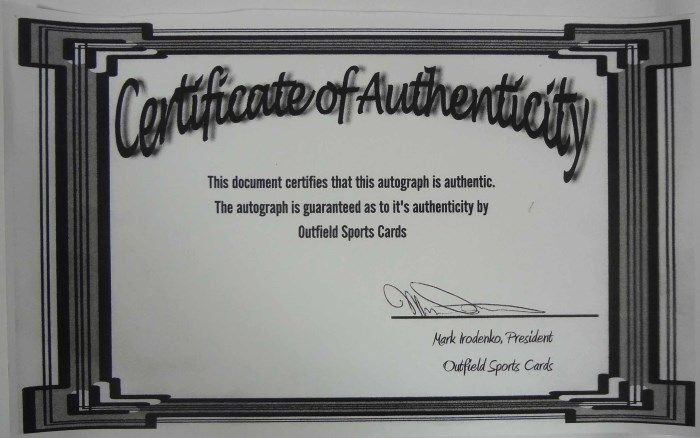 Certificate of Authenticity
This document certifies that this autograph is authentic.
The autograph is guaranteed as to it's authenticity by
Outfield Sports Cards
Mark Irodenko, President
Outfield Sports Cards